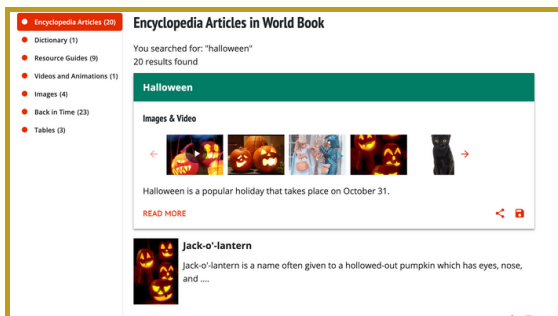 Encyclopedia Articles (20)
Dictionary (1)
Resource Guides (9)
Videos and Animations (1)
Images (4)
Back in Time (23)
Tables (3)
Encyclopedia Articles in World Book
You searched for: "halloween"
20 results found
Halloween
Images & Video
Halloween is a popular holiday that takes place on October 31.
READ MORE
Jack-o'-lantern
Jack-o'-lantern is a name often given to a hollowed-out pumpkin which has eyes, nose,
and ....